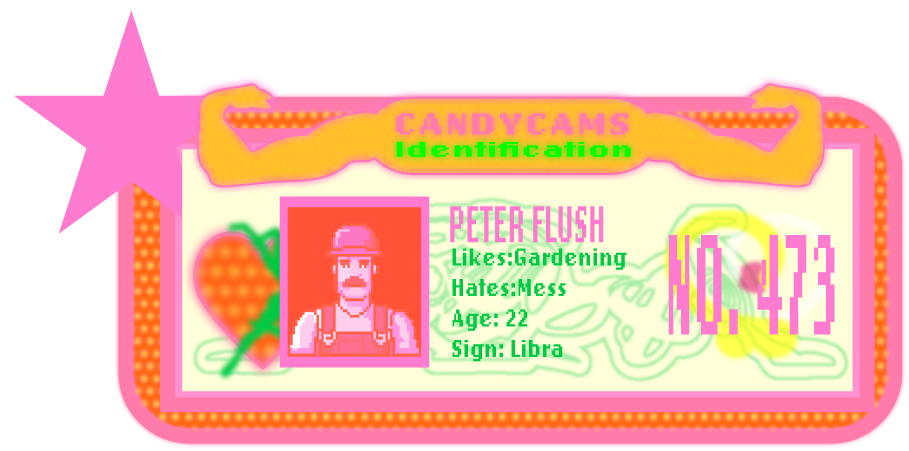 CANDYCAMS
Identification
PETER FLUSH
Likes:Gardening
Hates:Mess
Age: 22
Sign: Libra
NO. 473